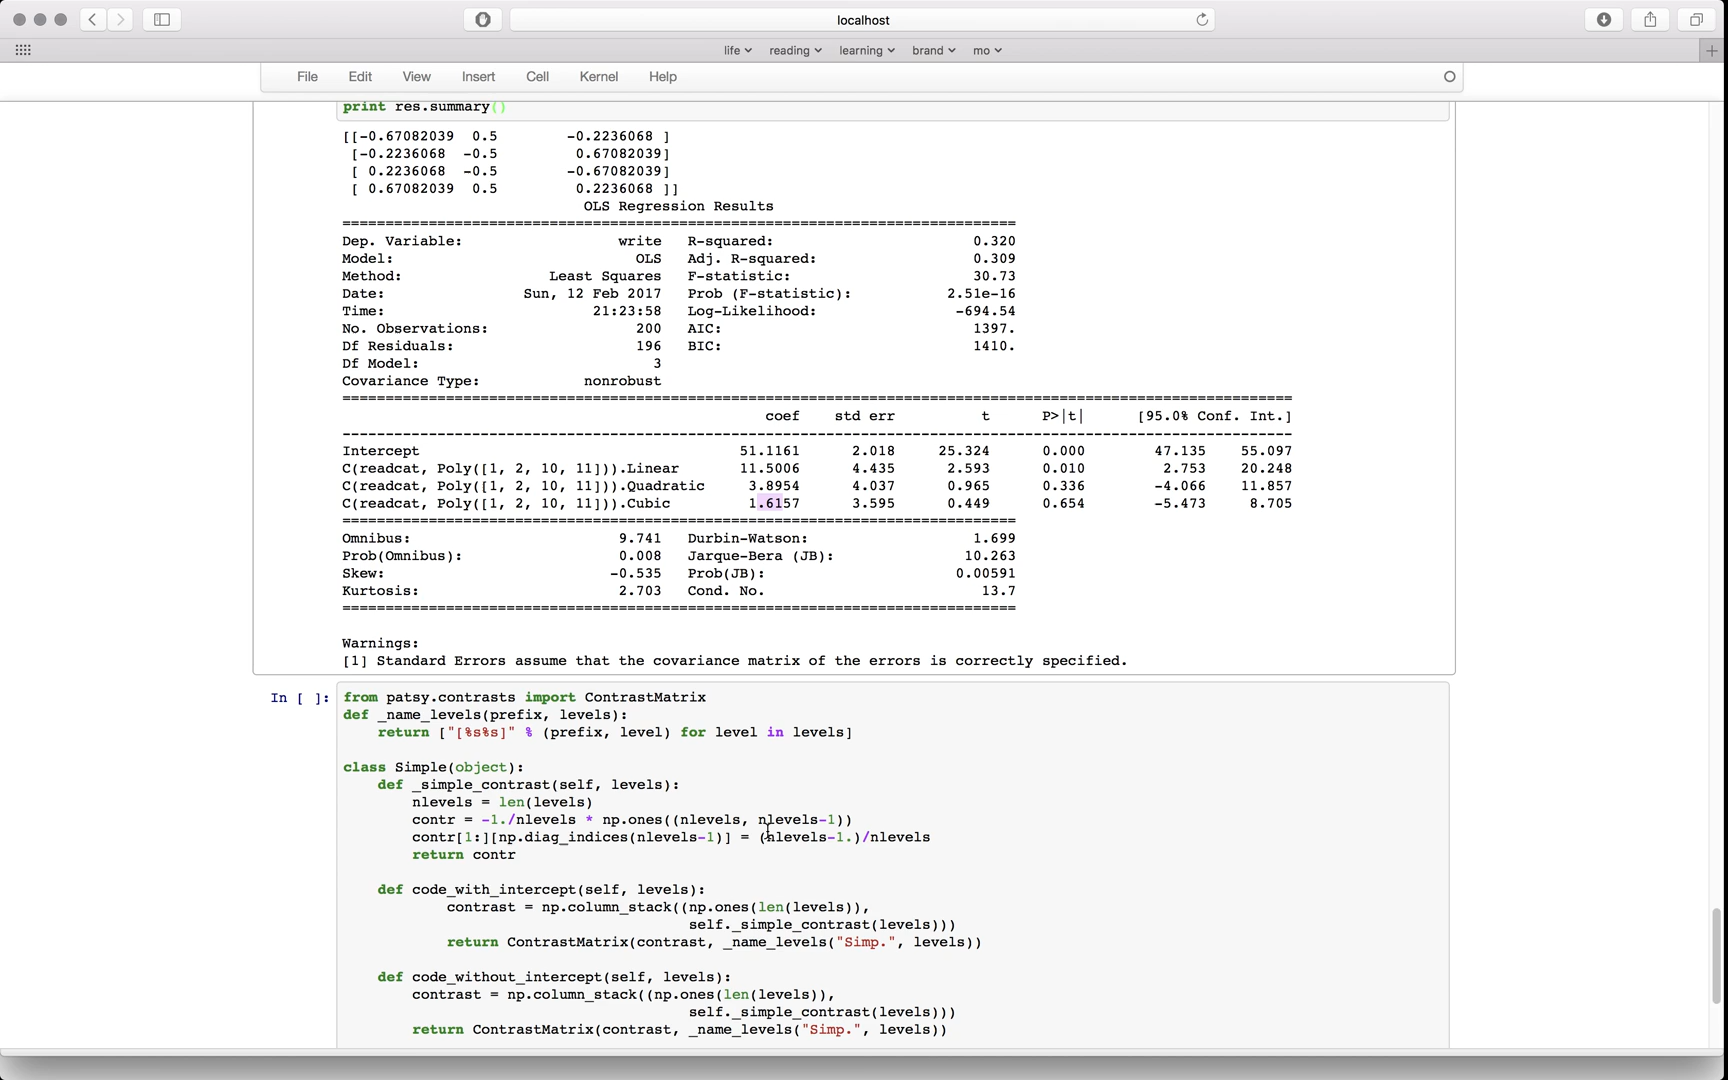 localhost
life reading learning brand mo
File Edit View Insert Cell Kernel Help
print res.summary()
[[-0.67082039 0.5 -0.2236068 ]
[-0.2236068 -0.5 0.67082039]
[ 0.2236068 -0.5 -0.67082039]
[ 0.67082039 0.5 0.2236068 ]]
OLS Regression Results
==============================================================================
Dep. Variable: write R-squared: 0.320
Model: OLS Adj. R-squared: 0.309
Method: Least Squares F-statistic: 30.73
Date: Sun, 12 Feb 2017 Prob (F-statistic): 2.51e-16
Time: 21:23:58 Log-Likelihood: -694.54
No. Observations: 200 AIC: 1397.
Df Residuals: 196 BIC: 1410.
Df Model: 3
Covariance Type: nonrobust
==============================================================================================================
coef std err t P>|t| [95.0% Conf. Int.]
--------------------------------------------------------------------------------------------------------------
Intercept 51.1161 2.018 25.324 0.000 47.135 55.097
C(readcat, Poly([1, 2, 10, 11])).Linear 11.5006 4.435 2.593 0.010 2.753 20.248
C(readcat, Poly([1, 2, 10, 11])).Quadratic 3.8954 4.037 0.965 0.336 -4.066 11.857
C(readcat, Poly([1, 2, 10, 11])).Cubic 1.6157 3.595 0.449 0.654 -5.473 8.705
==============================================================================
Omnibus: 9.741 Durbin-Watson: 1.699
Prob(Omnibus): 0.008 Jarque-Bera (JB): 10.263
Skew: -0.535 Prob(JB): 0.00591
Kurtosis: 2.703 Cond. No. 13.7
==============================================================================
Warnings:
[1] Standard Errors assume that the covariance matrix of the errors is correctly specified.
In [ ]: from patsy.contrasts import ContrastMatrix
def _name_levels(prefix, levels):
return ["[%s%s]" % (prefix, level) for level in levels]
class Simple(object):
def _simple_contrast(self, levels):
nlevels = len(levels)
contr = -1./nlevels * np.ones((nlevels, nlevels-1))
contr[1:][np.diag_indices(nlevels-1)] = (nlevels-1.)/nlevels
return contr
def code_with_intercept(self, levels):
contrast = np.column_stack((np.ones(len(levels)),
self._simple_contrast(levels)))
return ContrastMatrix(contrast, _name_levels("Simp.", levels))
def code_without_intercept(self, levels):
contrast = np.column_stack((np.ones(len(levels)),
self._simple_contrast(levels)))
return ContrastMatrix(contrast, _name_levels("Simp.", levels))